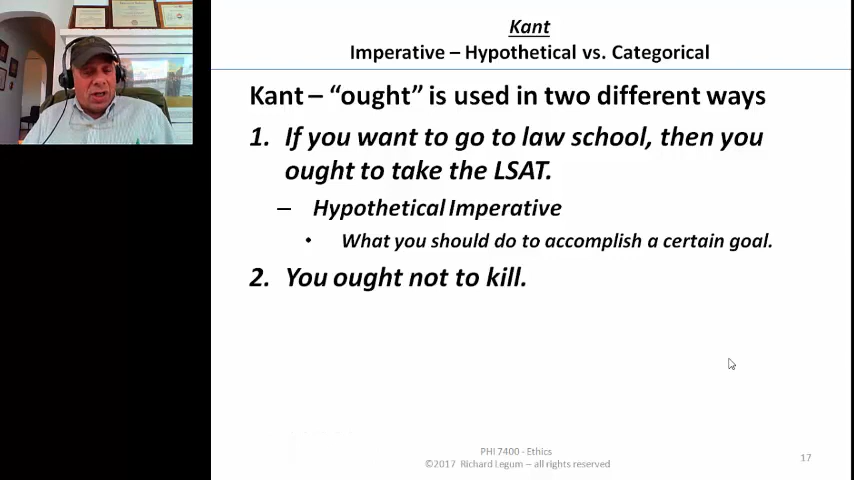 Kant
Imperative – Hypothetical vs. Categorical
Kant – “ought” is used in two different ways
1. If you want to go to law school, then you
ought to take the LSAT.
– Hypothetical Imperative
• What you should do to accomplish a certain goal.
2. You ought not to kill.
PHI 7400 - Ethics
©2017 Richard Legum – all rights reserved
17